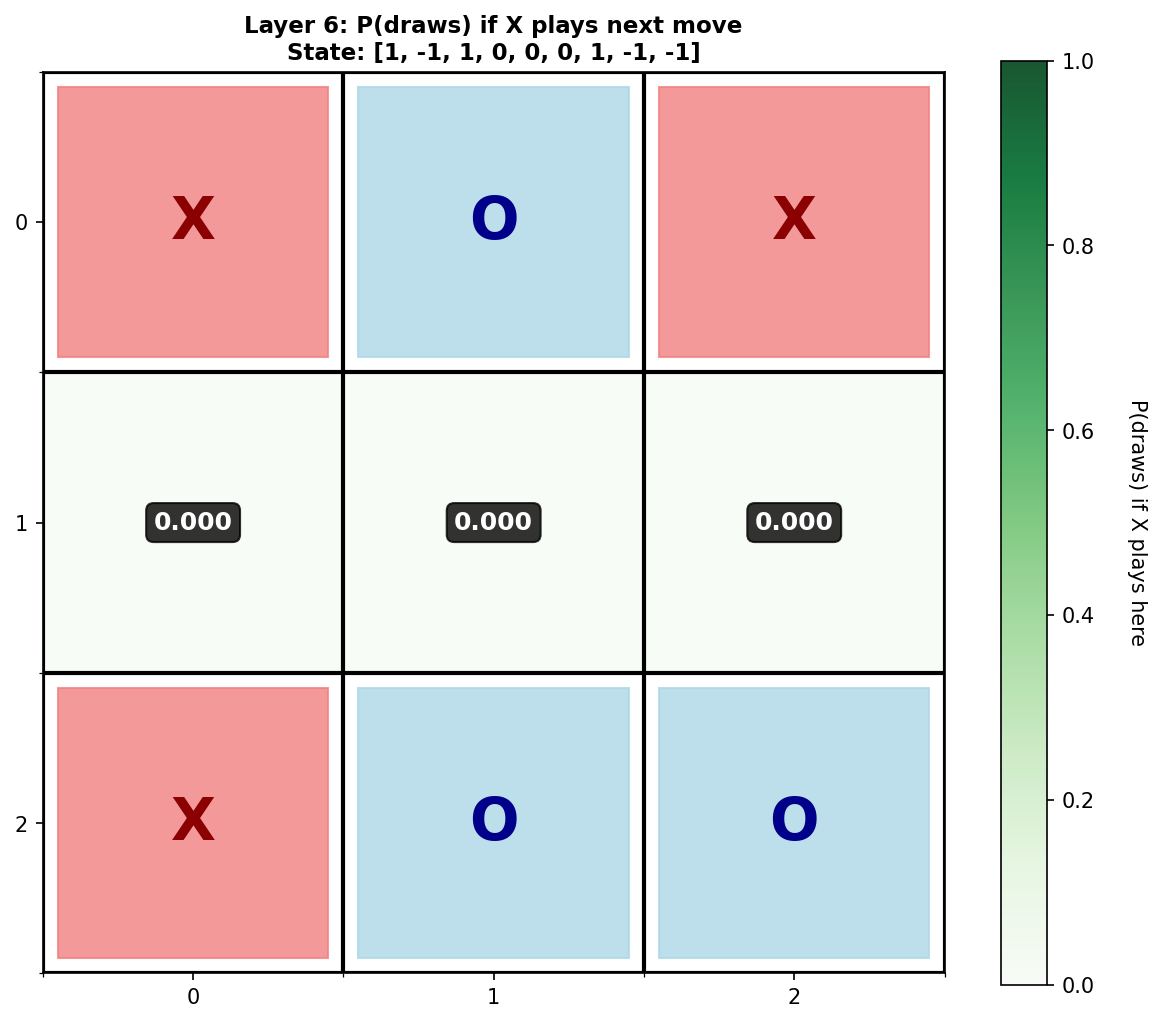 Layer 6: P(draws) if X plays next move
State: [1, -1, 1, 0, 0, 0, 1, -1, -1]
X O X
0
0.000 0.000 0.000
1
X O O
2
0 1 2
1.0
0.8
0.6
0.4
0.2
0.0
P(draws) if X plays here